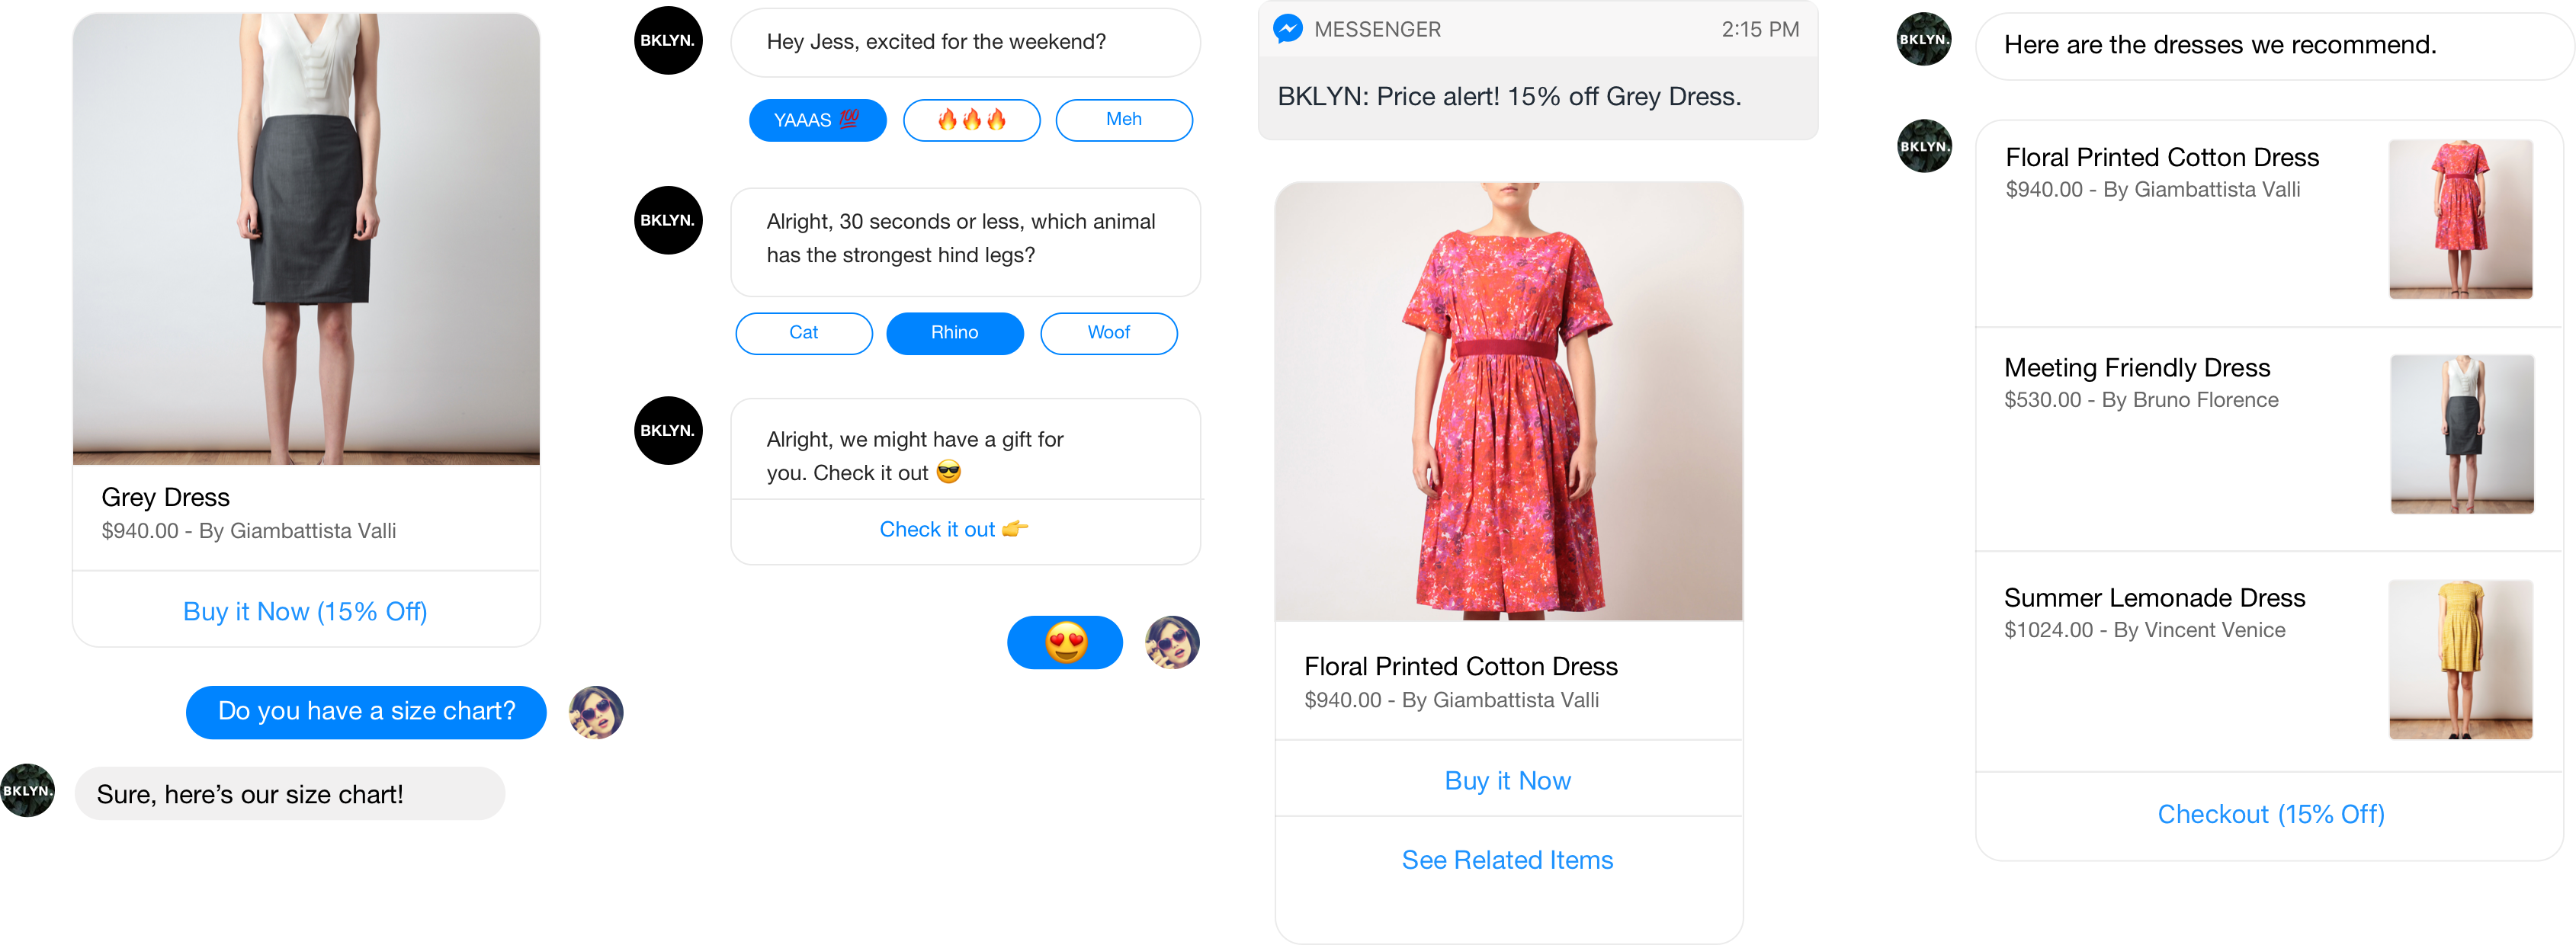 Grey Dress
$940.00 - By Giambattista Valli
Buy it Now (15% Off)
Do you have a size chart?
BKLYN.
Sure, here’s our size chart!
BKLYN.
Hey Jess, excited for the weekend?
YAAAS 💯
🔥🔥🔥
Meh
BKLYN.
Alright, 30 seconds or less, which animal
has the strongest hind legs?
Cat
Rhino
Woof
BKLYN.
Alright, we might have a gift for
you. Check it out 😎
Check it out 👉
😍
MESSENGER
2:15 PM
BKLYN: Price alert! 15% off Grey Dress.
Floral Printed Cotton Dress
$940.00 - By Giambattista Valli
Buy it Now
See Related Items
BKLYN.
Here are the dresses we recommend.
BKLYN.
Floral Printed Cotton Dress
$940.00 - By Giambattista Valli
Meeting Friendly Dress
$530.00 - By Bruno Florence
Summer Lemonade Dress
$1024.00 - By Vincent Venice
Checkout (15% Off)